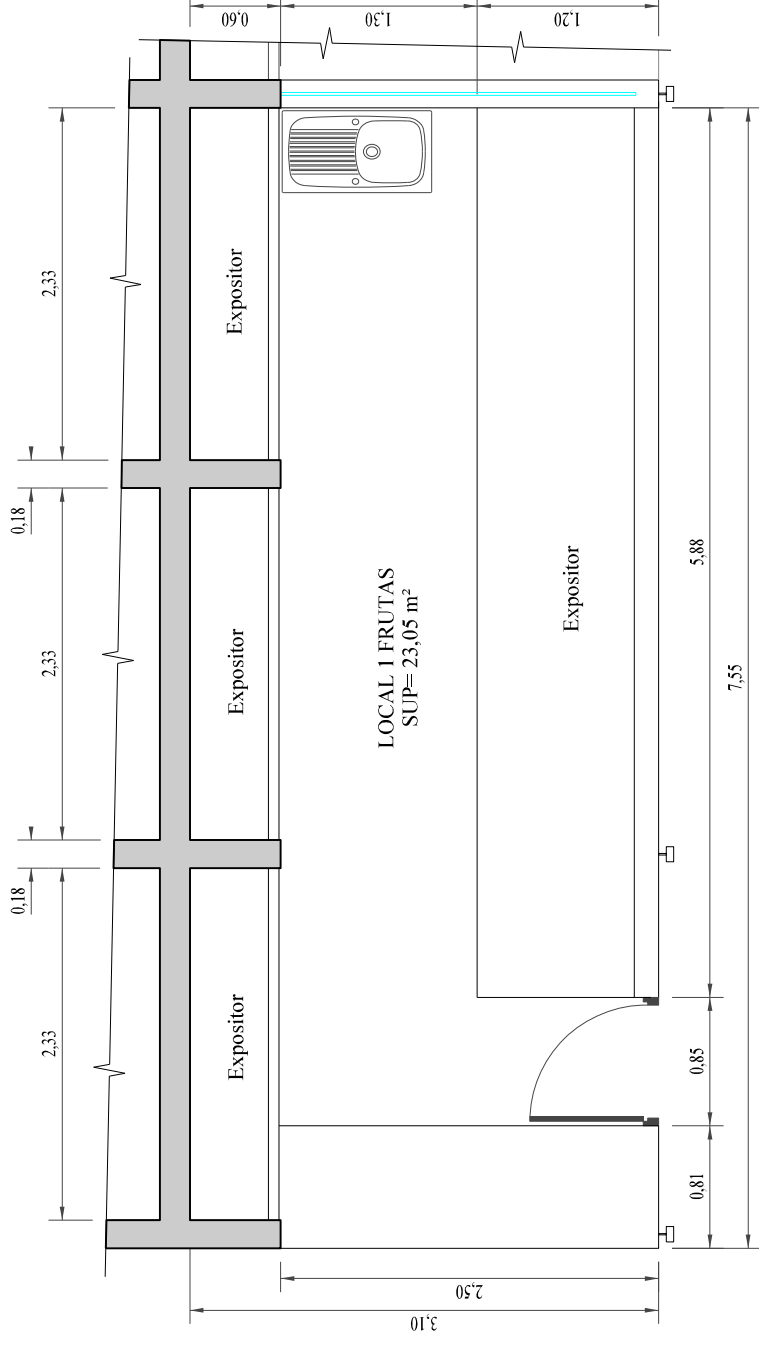 0,60
1,30
1,20
2,33
0,18
2,33
0,18
2,33
Expositor
Expositor
Expositor
LOCAL 1 FRUTAS
SUP= 23,05 m²
Expositor
5,88
0,85
0,81
7,55
2,50
3,10